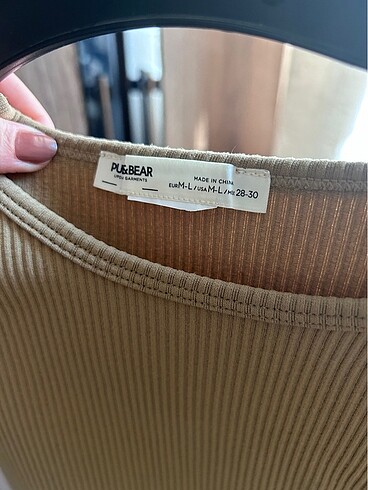 PULL&BEAR
MADE IN CHINA
EUR M-L / USA M-L / MEX 28-30